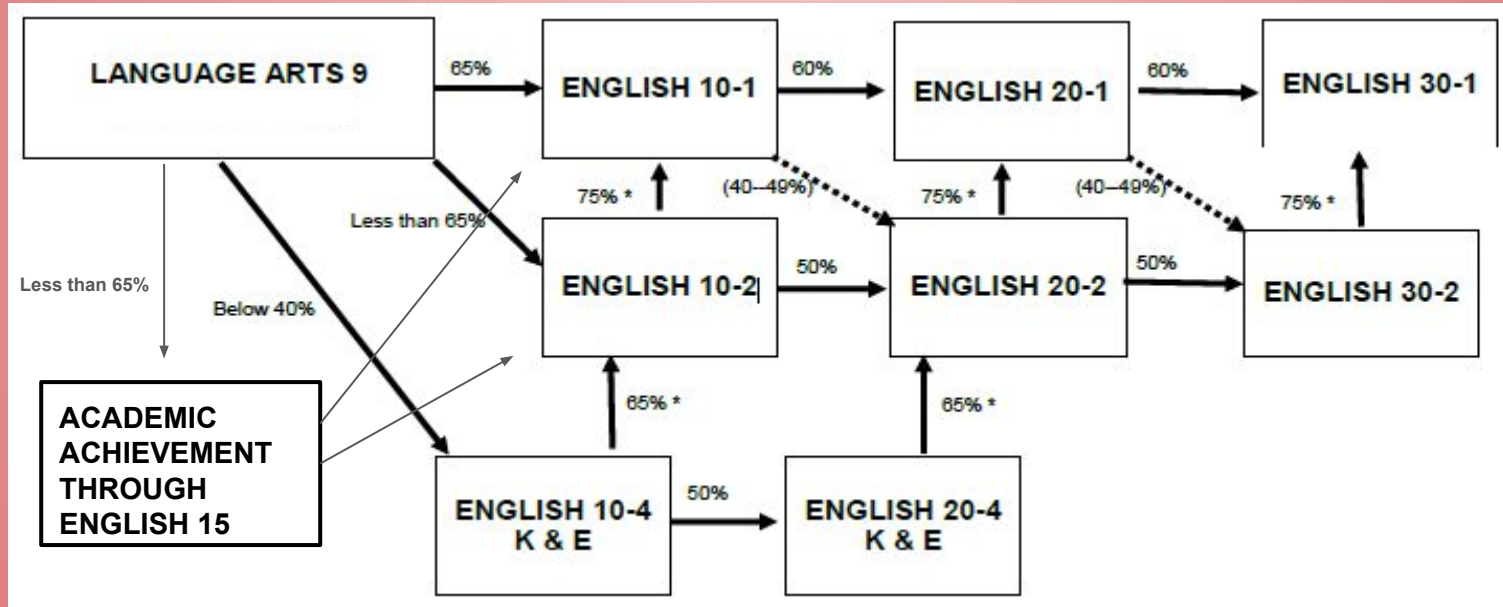 LANGUAGE ARTS 9
65%
ENGLISH 10-1
60%
ENGLISH 20-1
60%
ENGLISH 30-1
75% *
(40--49%)
75% *
(40--49%)
75% *
Less than 65%
Less than 65%
Below 40%
ENGLISH 10-2
50%
ENGLISH 20-2
50%
ENGLISH 30-2
65% *
65% *
ACADEMIC
ACHIEVEMENT
THROUGH
ENGLISH 15
ENGLISH 10-4
K & E
50%
ENGLISH 20-4
K & E